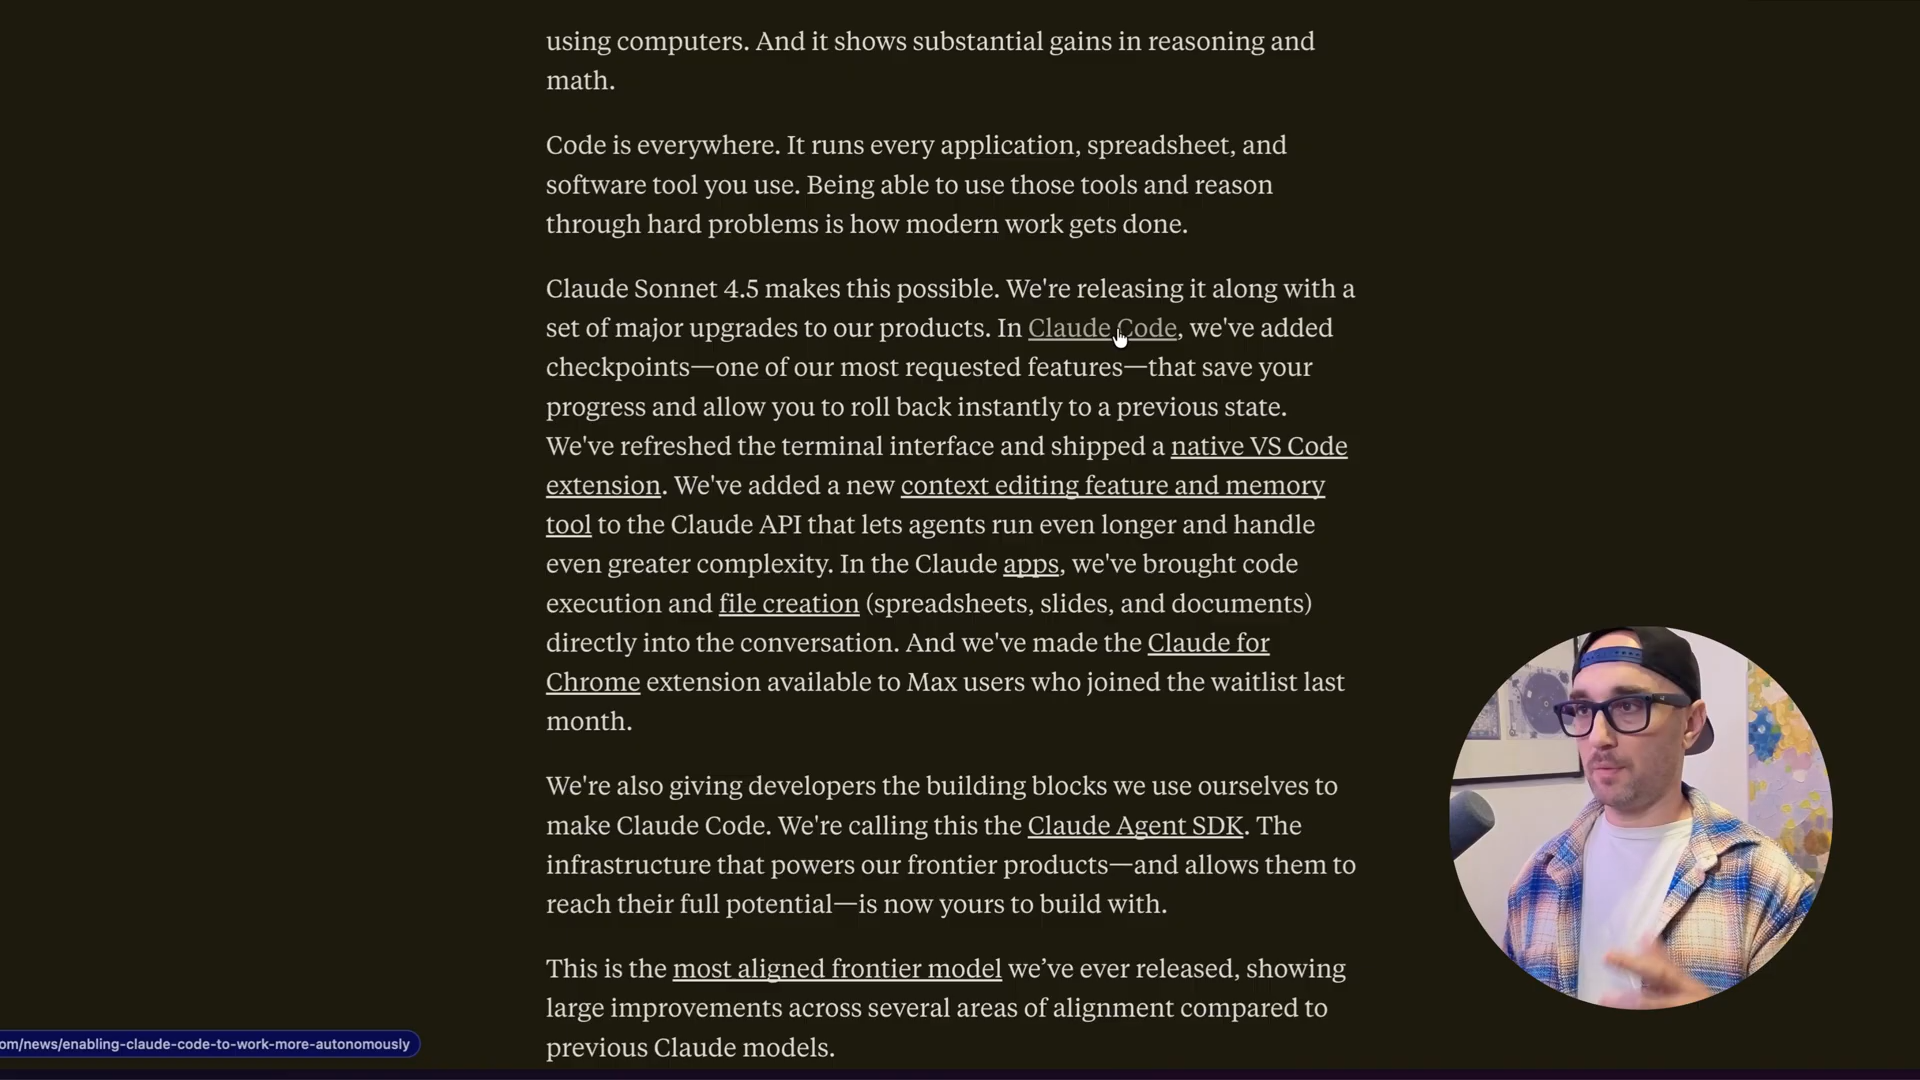 using computers. And it shows substantial gains in reasoning and
math.
Code is everywhere. It runs every application, spreadsheet, and
software tool you use. Being able to use those tools and reason
through hard problems is how modern work gets done.
Claude Sonnet 4.5 makes this possible. We're releasing it along with a
set of major upgrades to our products. In Claude Code, we've added
checkpoints—one of our most requested features—that save your
progress and allow you to roll back instantly to a previous state.
We've refreshed the terminal interface and shipped a native VS Code
extension. We've added a new context editing feature and memory
tool to the Claude API that lets agents run even longer and handle
even greater complexity. In the Claude apps, we've brought code
execution and file creation (spreadsheets, slides, and documents)
directly into the conversation. And we've made the Claude for
Chrome extension available to Max users who joined the waitlist last
month.
We're also giving developers the building blocks we use ourselves to
make Claude Code. We're calling this the Claude Agent SDK. The
infrastructure that powers our frontier products—and allows them to
reach their full potential—is now yours to build with.
This is the most aligned frontier model we’ve ever released, showing
large improvements across several areas of alignment compared to
previous Claude models.
om/news/enabling-claude-code-to-work-more-autonomously